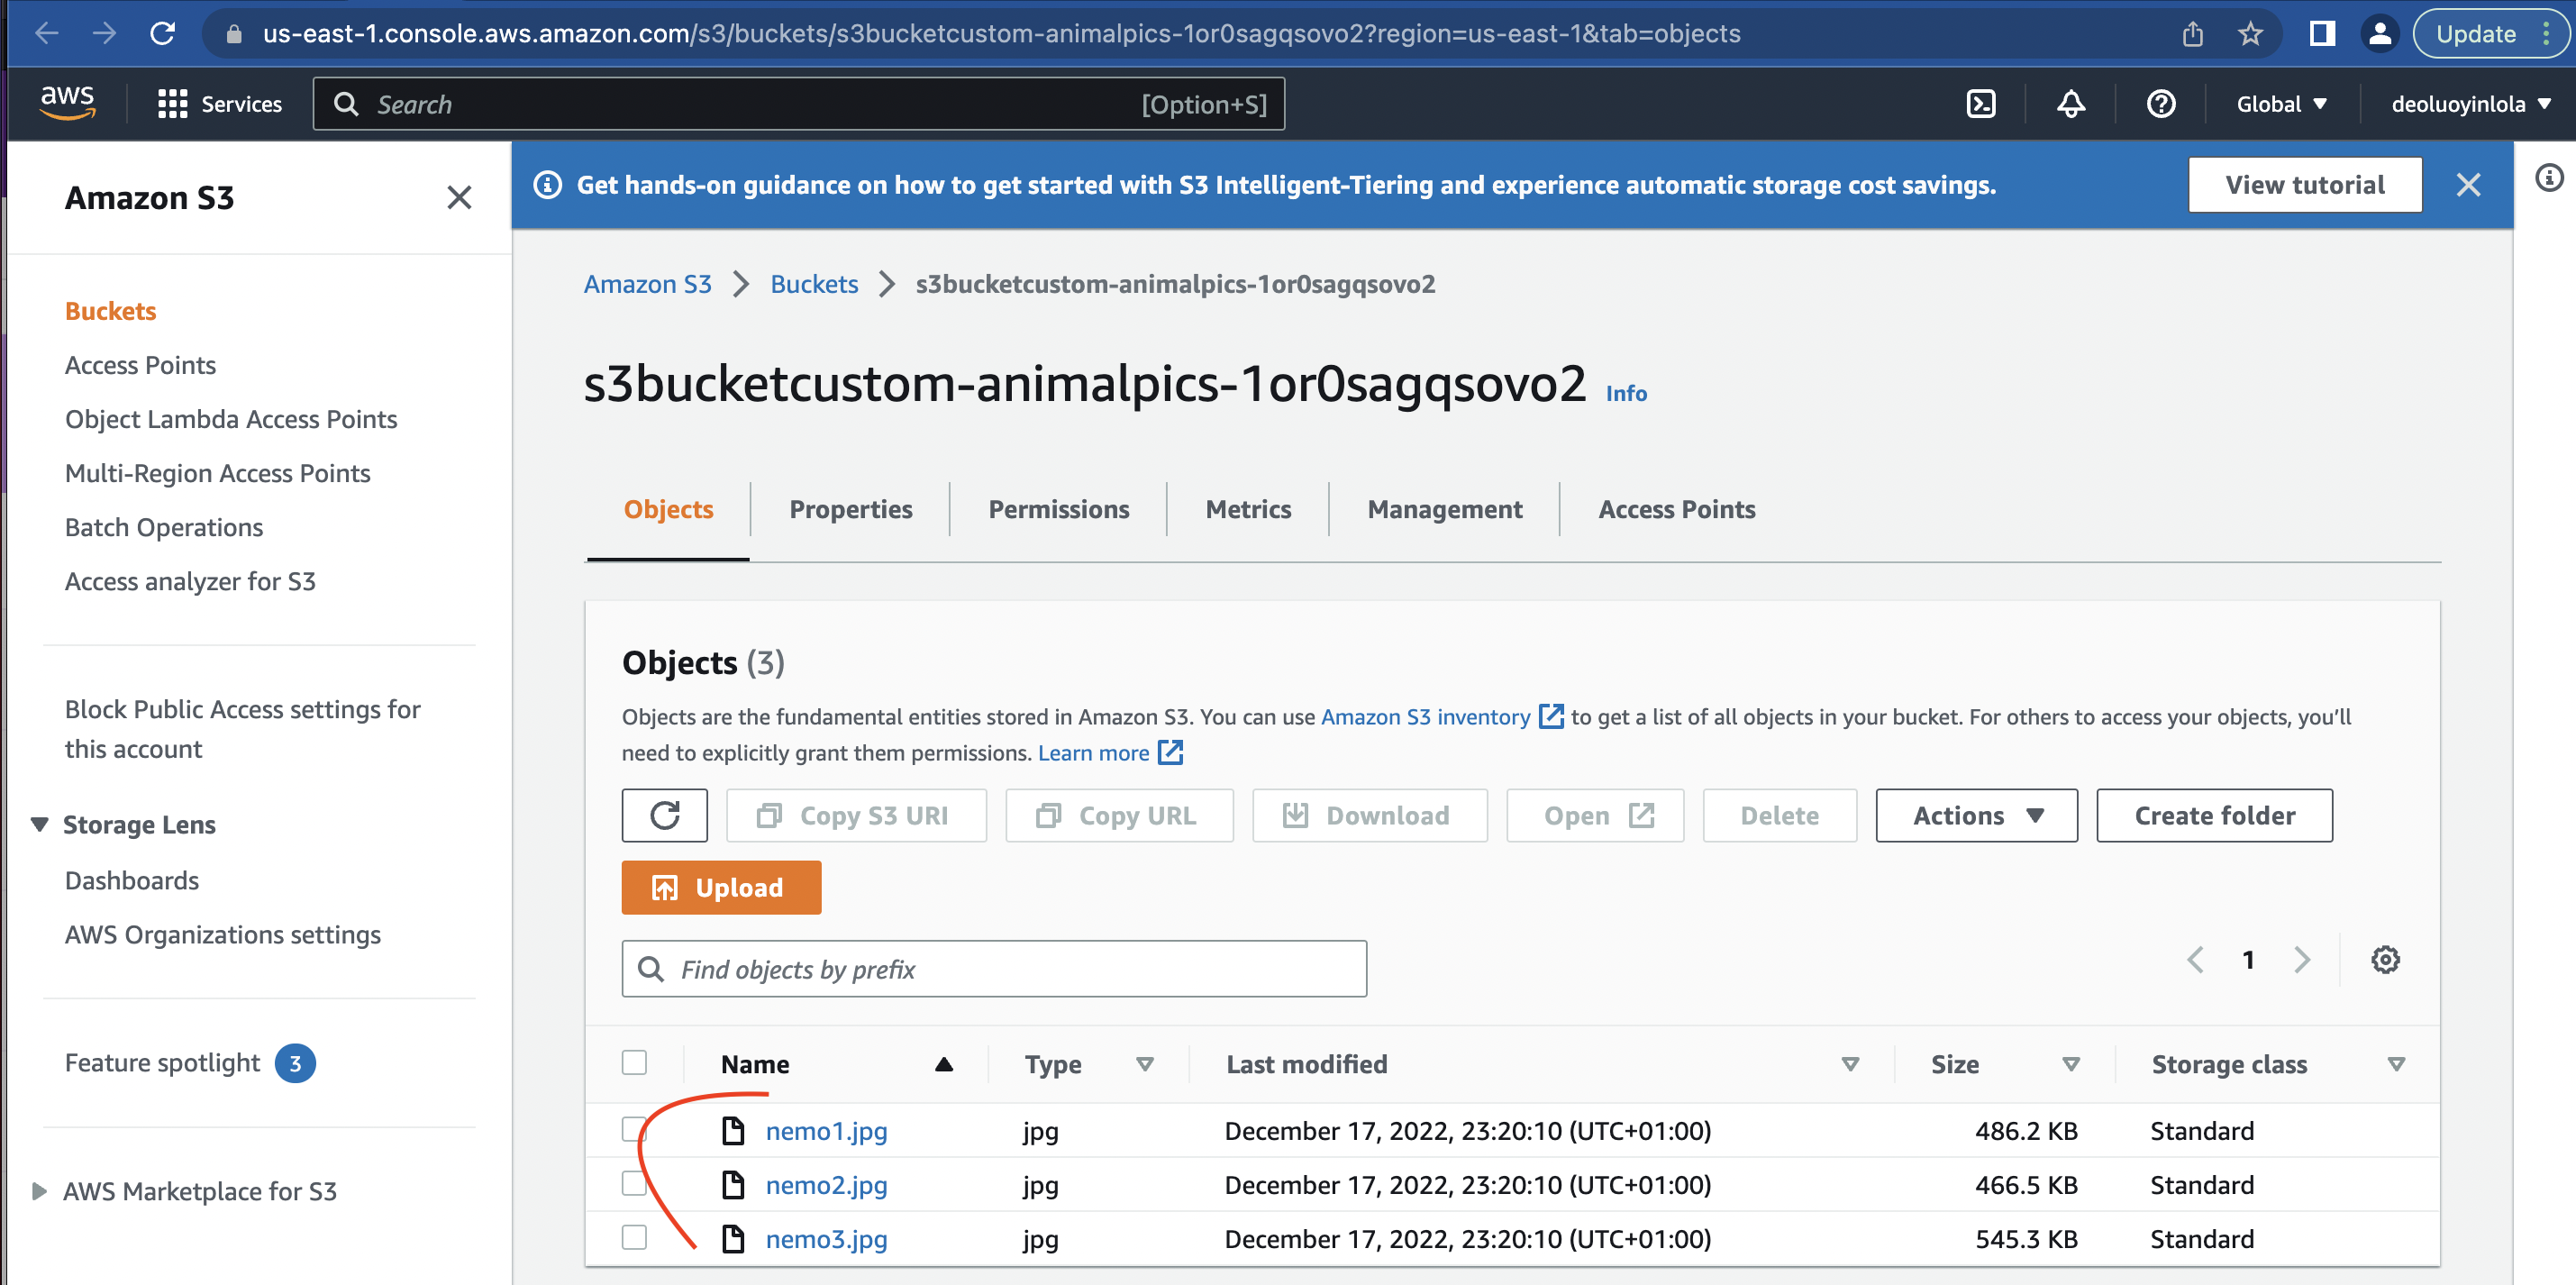 us-east-1.console.aws.amazon.com/s3/buckets/s3bucketcustom-animalpics-1or0sagqsovo2?region=us-east-1&tab=objects
Update
aws
Services
Search
[Option+S]
Global
deoluoyinlola
Amazon S3
Buckets
Access Points
Object Lambda Access Points
Multi-Region Access Points
Batch Operations
Access analyzer for S3
Block Public Access settings for
this account
Storage Lens
Dashboards
AWS Organizations settings
Feature spotlight 3
AWS Marketplace for S3
Get hands-on guidance on how to get started with S3 Intelligent-Tiering and experience automatic storage cost savings.
View tutorial
Amazon S3 Buckets s3bucketcustom-animalpics-1or0sagqsovo2
s3bucketcustom-animalpics-1or0sagqsovo2 Info
Objects Properties Permissions Metrics Management Access Points
Objects (3)
Objects are the fundamental entities stored in Amazon S3. You can use Amazon S3 inventory to get a list of all objects in your bucket. For others to access your objects, you'll
need to explicitly grant them permissions. Learn more
Copy S3 URI Copy URL Download Open Delete Actions Create folder
Upload
Find objects by prefix
1
Name Type Last modified Size Storage class
nemo1.jpg jpg December 17, 2022, 23:20:10 (UTC+01:00) 486.2 KB Standard
nemo2.jpg jpg December 17, 2022, 23:20:10 (UTC+01:00) 466.5 KB Standard
nemo3.jpg jpg December 17, 2022, 23:20:10 (UTC+01:00) 545.3 KB Standard